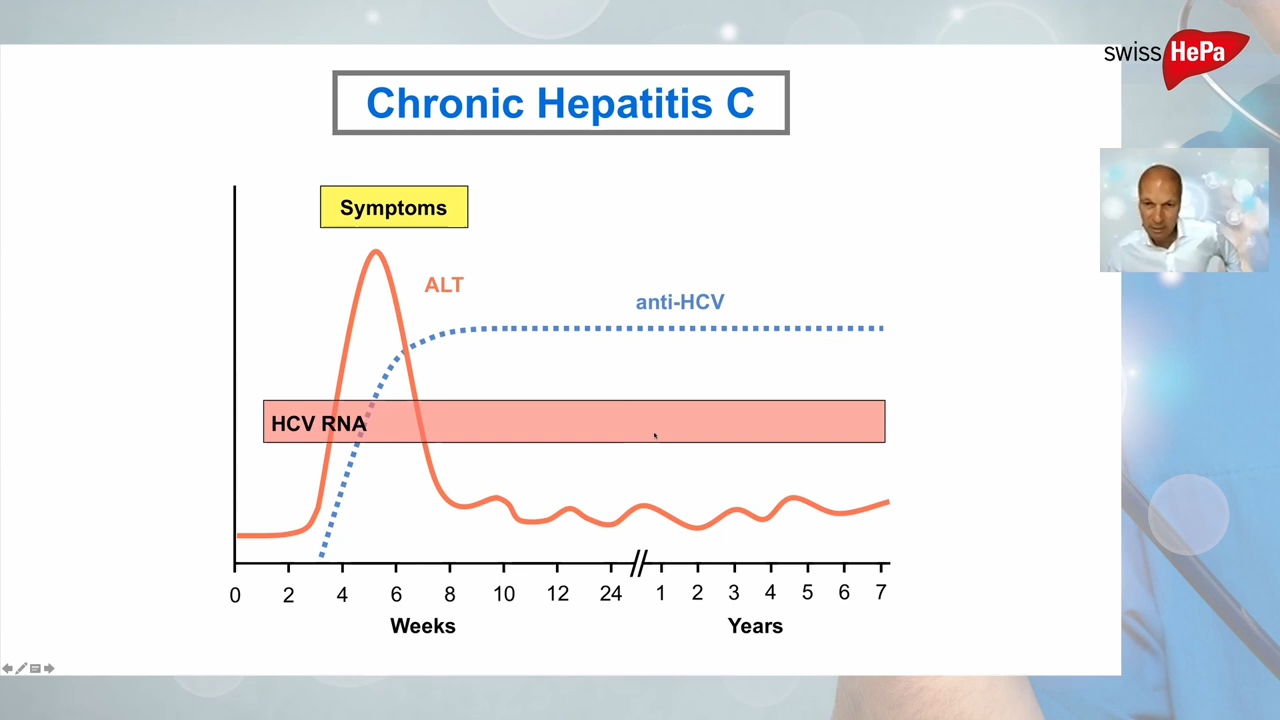 swiss HePa
Chronic Hepatitis C
Symptoms
ALT
anti-HCV
HCV RNA
0 2 4 6 8 10 12 24 1 2 3 4 5 6 7
Weeks Years